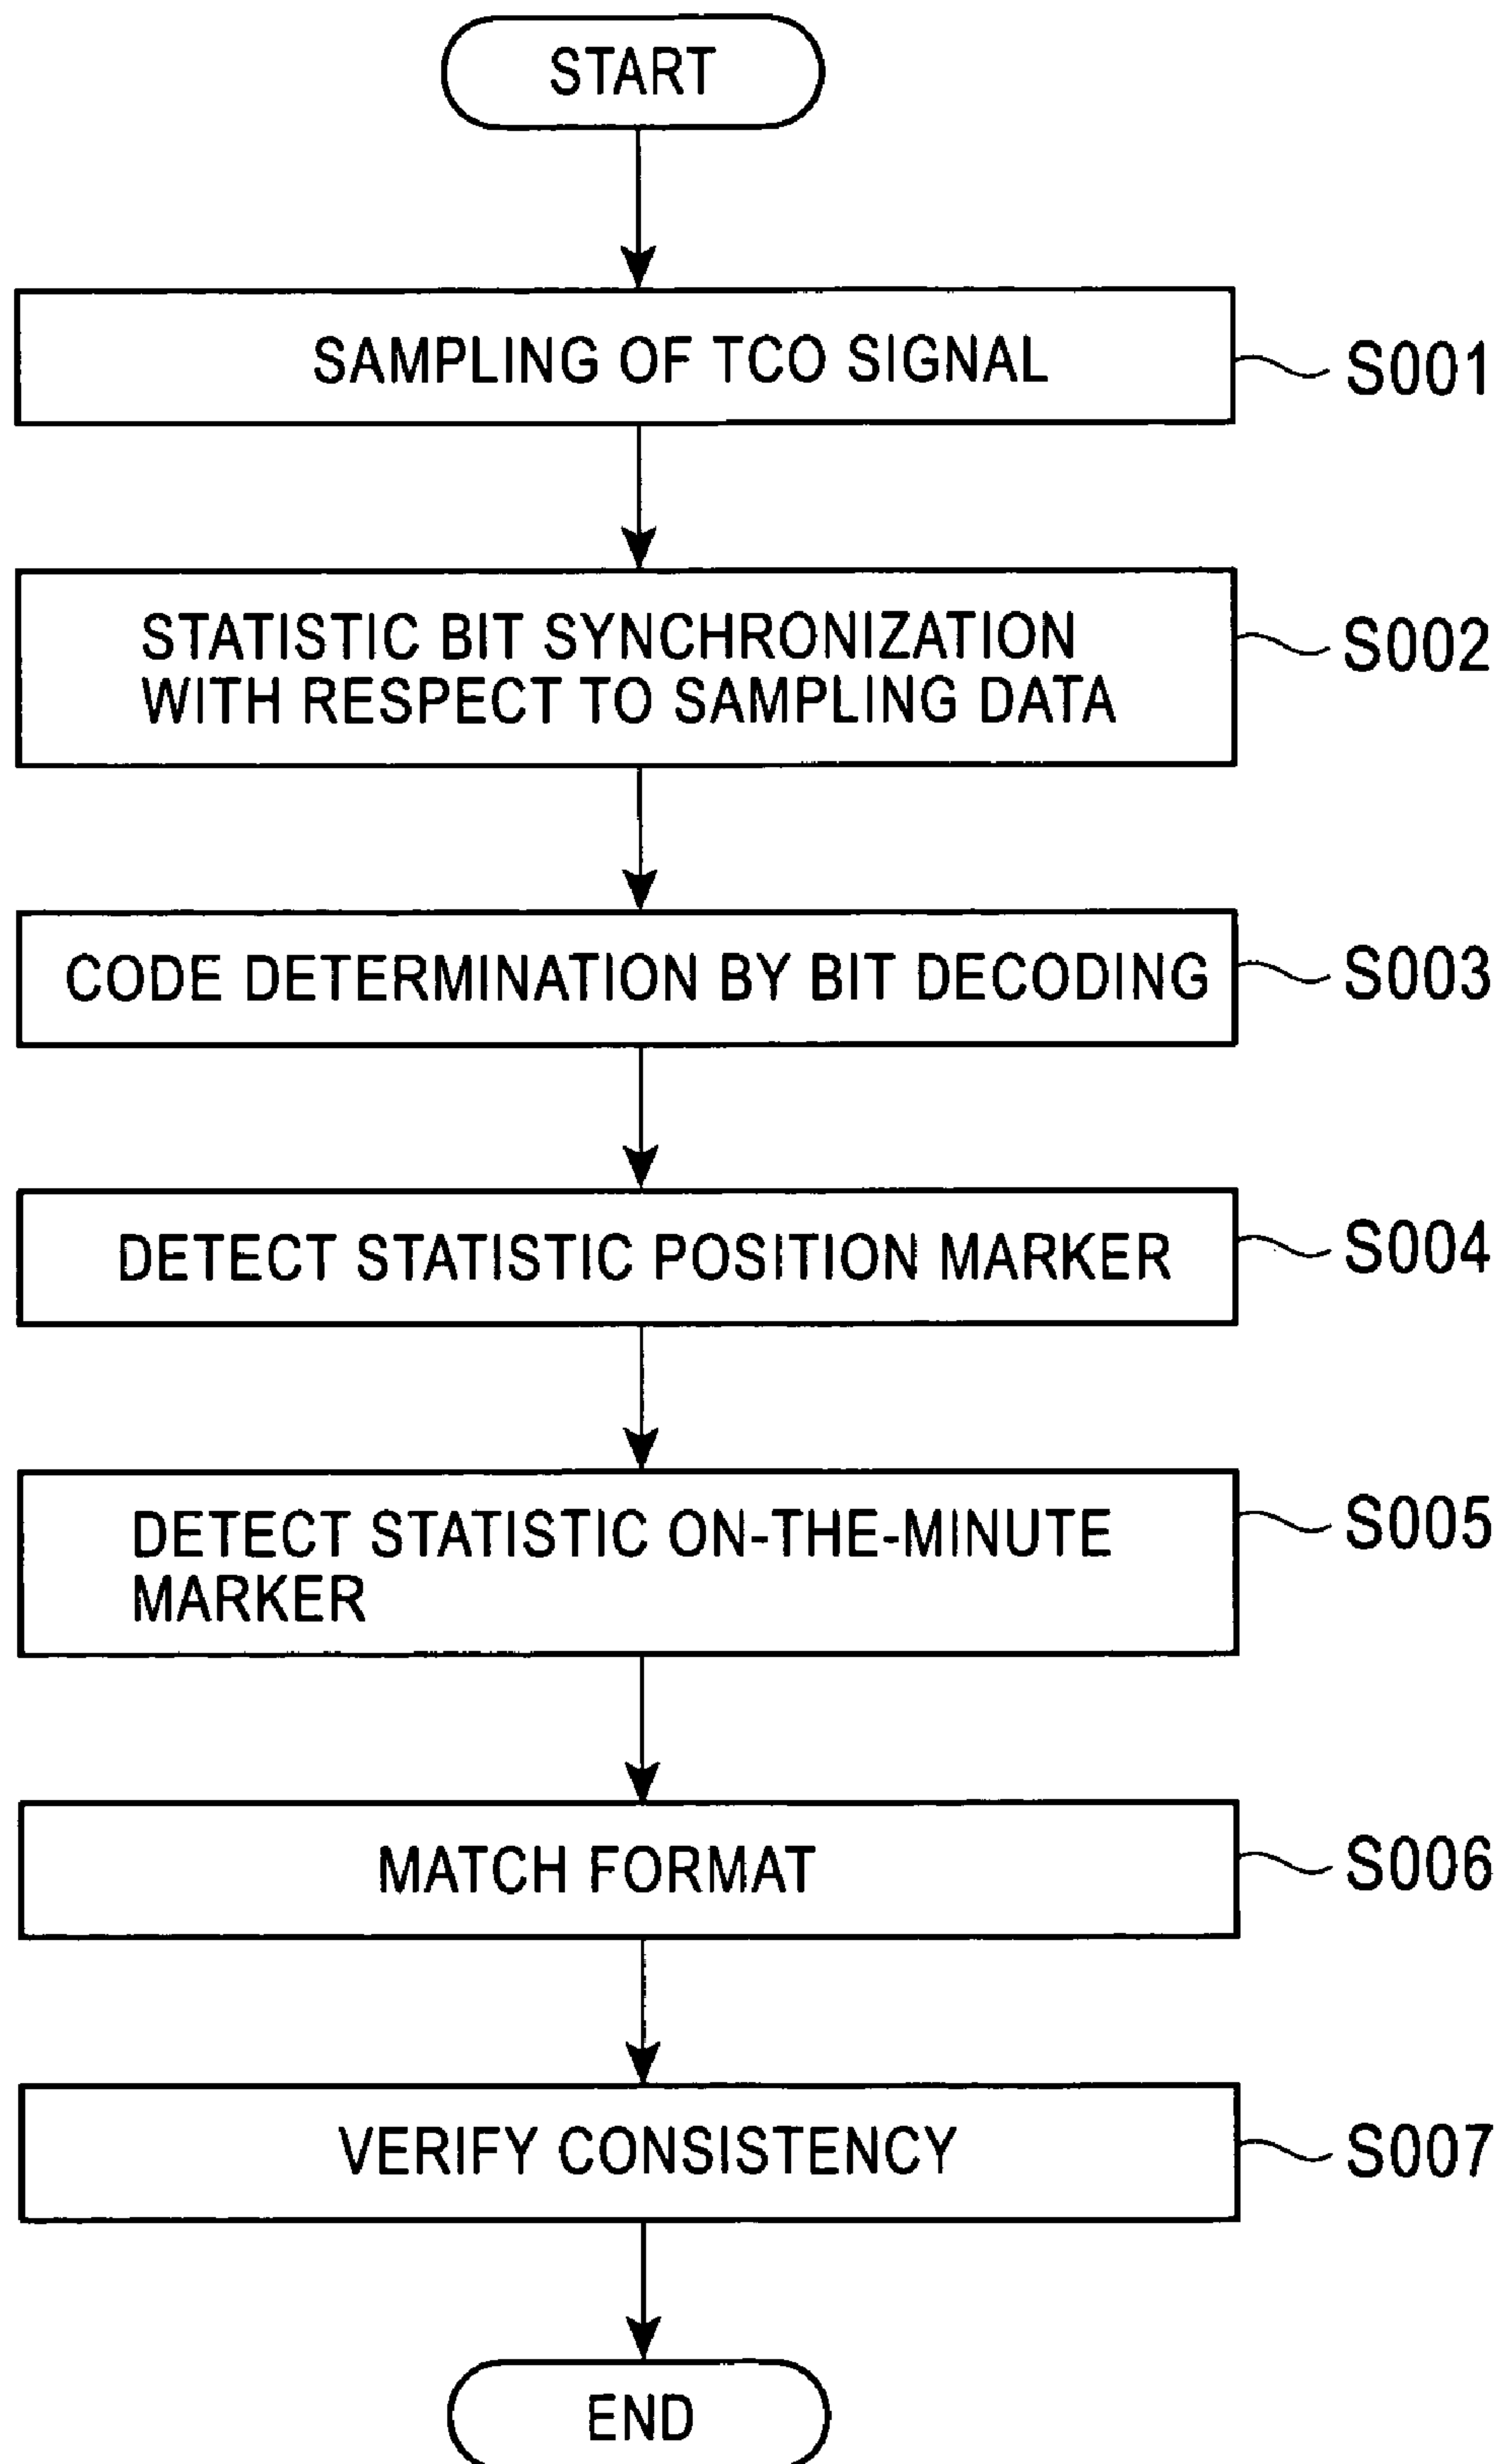 START
SAMPLING OF TCO SIGNAL
S001
STATISTIC BIT SYNCHRONIZATION
WITH RESPECT TO SAMPLING DATA
S002
CODE DETERMINATION BY BIT DECODING
S003
DETECT STATISTIC POSITION MARKER
S004
DETECT STATISTIC ON-THE-MINUTE
MARKER
S005
MATCH FORMAT
S006
VERIFY CONSISTENCY
S007
END